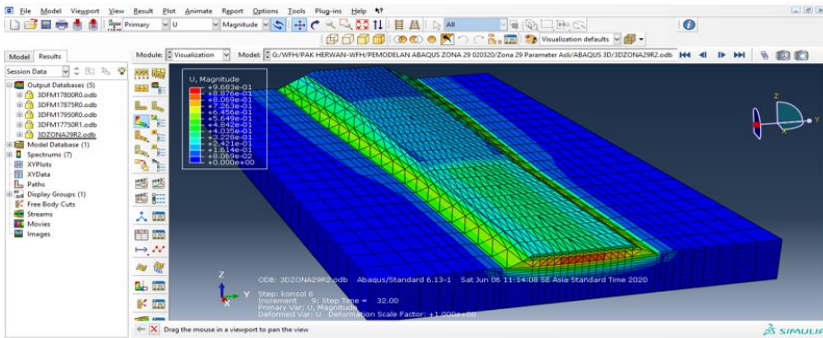 File Model Viewport View Result Plot Animate Report Options Tools Plug-ins Help
Primary U Magnitude All
Visualization defaults
Model Results Module: Visualization Model: G:/WFH/PAK HERWAN-WFH/PEMODELAN ABAQUS ZONA 29 020320/Zona 29 Parameter Asli/ABAQUS 3D/3DZONA29R2.odb
Session Data
Output Databases (5)
3DFM17800R0.odb
3DFM17875R0.odb
3DFM17950R0.odb
3DFM17750R1.odb
3DZONA29R2.odb
Model Database (1)
Spectrums (7)
XYPlots
XYData
Paths
Display Groups (1)
Free Body Cuts
Streams
Movies
Images
U, Magnitude
+9.683e-01
+8.876e-01
+8.069e-01
+7.263e-01
+6.456e-01
+5.649e-01
+4.842e-01
+4.035e-01
+3.228e-01
+2.421e-01
+1.614e-01
+8.069e-02
+0.000e+00
Z
Y
X
Z
Y
X
ODB: 3DZONA29R2.odb Abaqus/Standard 6.13-1 Sat Jun 06 11:14:08 SE Asia Standard Time 2020
Step: konsol 6
Increment 9: Step Time = 32.00
Primary Var: U, Magnitude
Deformed Var: U Deformation Scale Factor: +1.000e+00
Drag the mouse in a viewport to pan the view
SIMULIA